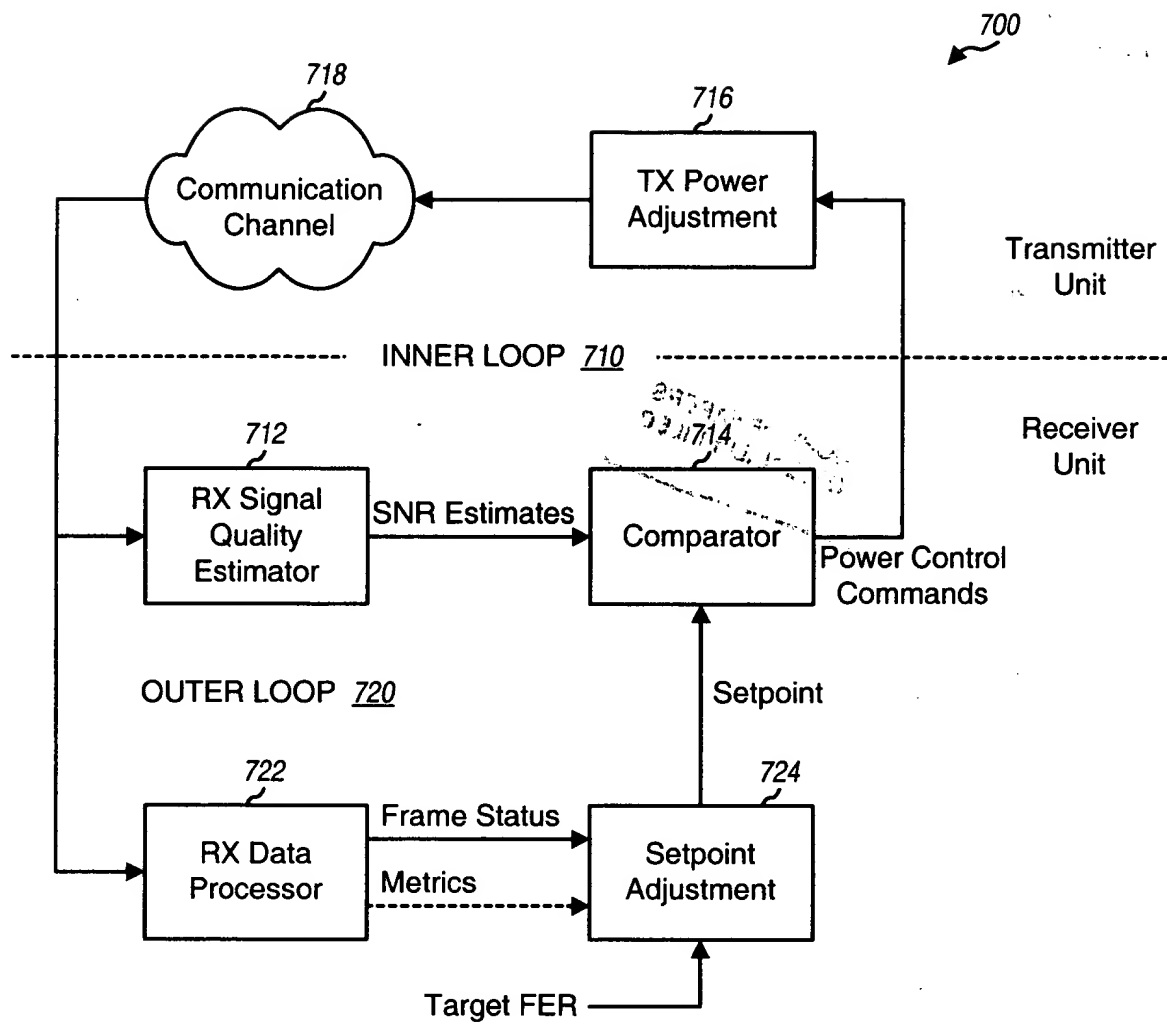 700
718
716
Communication
Channel
TX Power
Adjustment
Transmitter
Unit
INNER LOOP 710
Receiver
Unit
712
714
RX Signal
Quality
Estimator
SNR Estimates
Comparator
Power Control
Commands
OUTER LOOP 720
Setpoint
722
724
RX Data
Processor
Frame Status
Metrics
Setpoint
Adjustment
Target FER